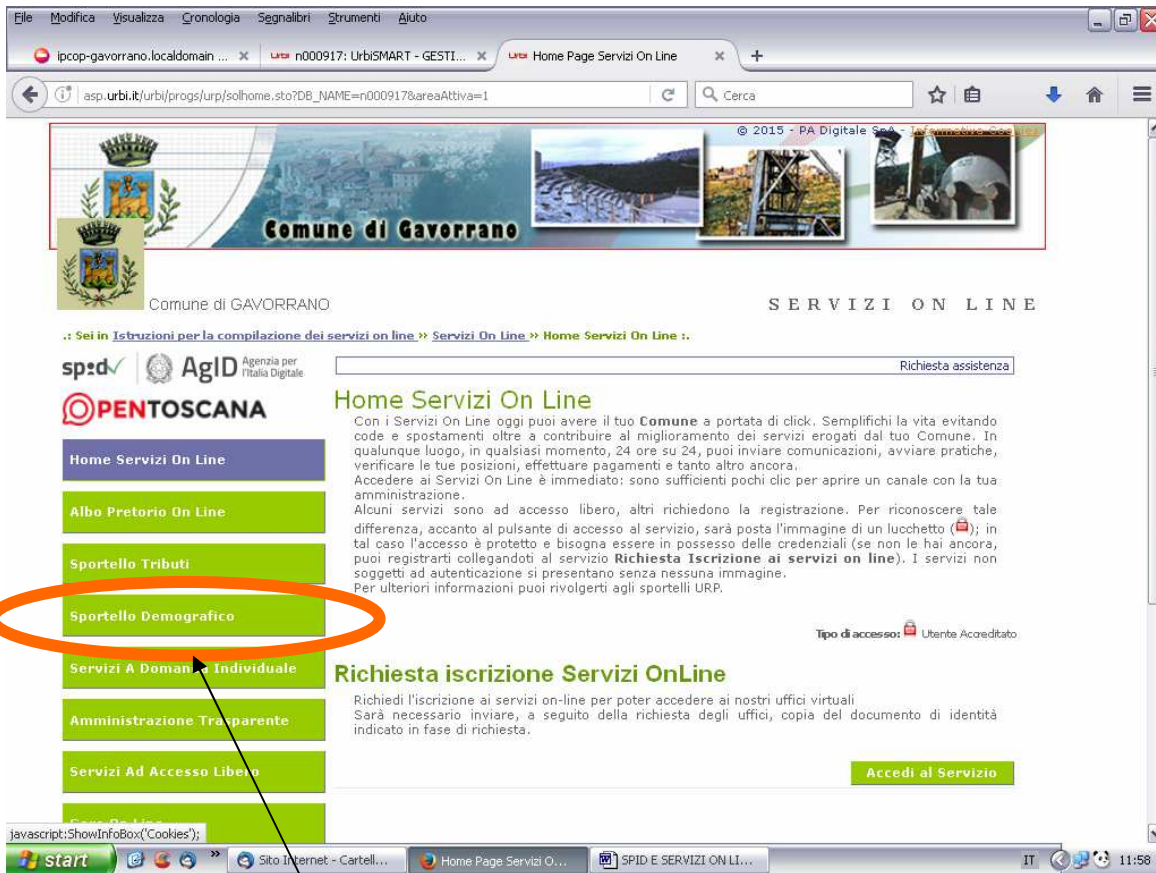 File Modifica Visualizza Cronologia Segnalibri Strumenti Aiuto
ipcop-gavorrano.localdomain ...
Urbi n000917: UrbiSMART - GESTI...
Urbi Home Page Servizi On Line
asp.urbi.it/urbi/progs/urp/solhome.sto?DB_NAME=n000917&areaAttiva=1
Cerca
© 2015 - PA Digitale SpA - Informativa Cookies
Comune di Gavorrano
Comune di GAVORRANO
SERVIZI ON LINE
.: Sei in Istruzioni per la compilazione dei servizi on line >> Servizi On Line >> Home Servizi On Line :.
spid AgID Agenzia per l'Italia Digitale
OPENTOSCANA
Richiesta assistenza
Home Servizi On Line
Albo Pretorio On Line
Sportello Tributi
Sportello Demografico
Servizi A Domanda Individuale
Amministrazione Trasparente
Servizi Ad Accesso Libero
Home Servizi On Line
Con i Servizi On Line oggi puoi avere il tuo Comune a portata di click. Semplifichi la vita evitando
code e spostamenti oltre a contribuire al miglioramento dei servizi erogati dal tuo Comune. In
qualunque luogo, in qualsiasi momento, 24 ore su 24, puoi inviare comunicazioni, avviare pratiche,
verificare le tue posizioni, effettuare pagamenti e tanto altro ancora.
Accedere ai Servizi On Line è immediato: sono sufficienti pochi clic per aprire un canale con la tua
amministrazione.
Alcuni servizi sono ad accesso libero, altri richiedono la registrazione. Per riconoscere tale
differenza, accanto al pulsante di accesso al servizio, sarà posta l'immagine di un lucchetto ( ); in
tal caso l'accesso è protetto e bisogna essere in possesso delle credenziali (se non le hai ancora,
puoi registrarti collegandoti al servizio Richiesta Iscrizione ai servizi on line). I servizi non
soggetti ad autenticazione si presentano senza nessuna immagine.
Per ulteriori informazioni puoi rivolgerti agli sportelli URP.
Tipo di accesso: Utente Accreditato
Richiesta iscrizione Servizi OnLine
Richiedi l'iscrizione ai servizi on-line per poter accedere ai nostri uffici virtuali
Sarà necessario inviare, a seguito della richiesta degli uffici, copia del documento di identità
indicato in fase di richiesta.
Accedi al Servizio
javascript:ShowInfoBox('Cookies');
start
Sito Internet - Cartell...
Home Page Servizi O...
SPID E SERVIZI ON LI...
IT
11:58